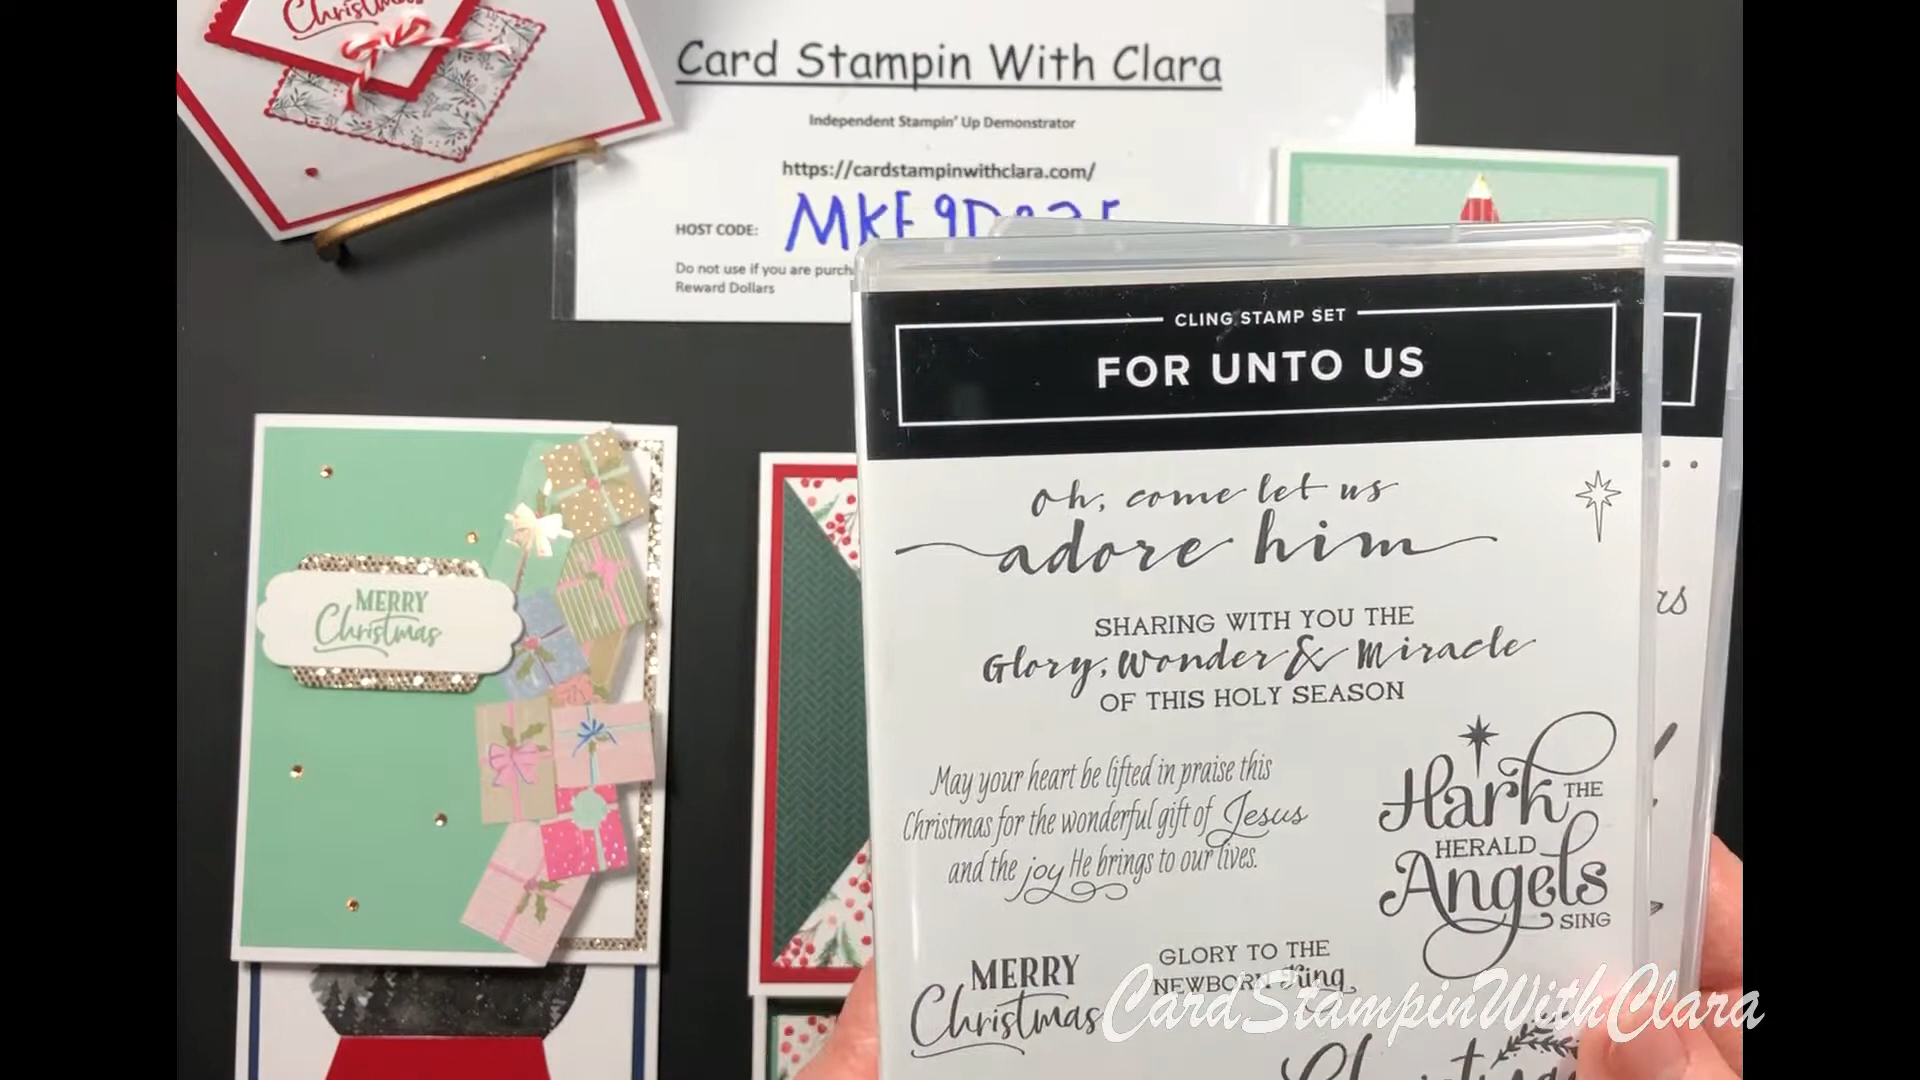 Christmas
Card Stampin With Clara
Independent Stampin' Up Demonstrator
https://cardstampinwithclara.com/
HOST CODE:
Do not use if you are
Reward Dollars
CLING STAMP SET
FOR UNTO US
oh, come let us
adore him
SHARING WITH YOU THE
Glory, Wonder & Miracle
OF THIS HOLY SEASON
May your heart be lifted in praise this
Christmas for the wonderful gift of Jesus
and the joy He brings to our lives.
Hark THE
HERALD
Angels
SING
GLORY TO THE
NEWBORN King
MERRY
Christmas
MERRY
Christmas
CardStampinWithClara